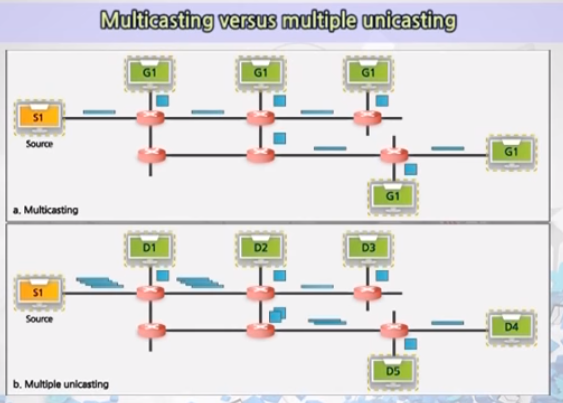 Multicasting versus multiple unicasting
G1 G1 G1
S1
Source
G1
G1
a. Multicasting
D1 D2 D3
S1
Source
D4
D5
b. Multiple unicasting